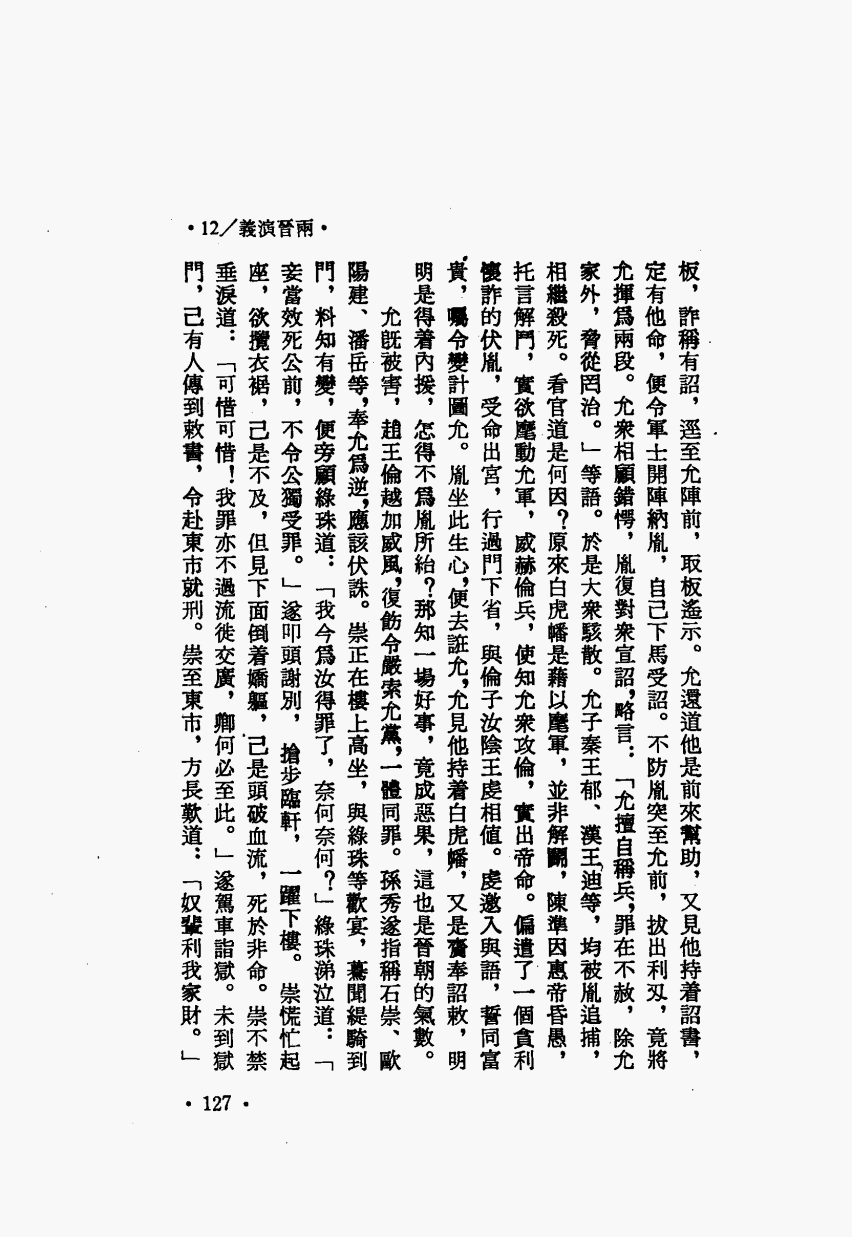 •12／義演晉兩•
板，詐稱有詔，逕至允陣前，取板遙示。允還道他是前來幫助，又見他持着詔書，
定有他命，便令軍士開陣納胤，自己下馬受詔。不防胤突至允前，拔出利刃，竟將
允揮爲兩段。允衆相顧錯愕，胤復對衆宣詔，略言：「允擅自稱兵，罪在不赦，除允
家外，脅從罔治。」等語。於是大衆駭散。允子秦王郁、漢王迪等，均被胤追捕，
相繼殺死。看官道是何因？原來白虎幡是藉以麾軍，並非解鬬，陳準因惠帝昏愚，
托言解鬥，實欲麾動允軍，威赫倫兵，使知允衆攻倫，實出帝命。偏遣了一個貪利
懷詐的伏胤，受命出宮，行過門下省，與倫子汝陰王虔相值。虔邀入與語，誓同富
貴，囑令變計圖允。胤坐此生心，便去誑允，允見他持着白虎幡，又是齎奉詔敕，明
明是得着內援，怎得不爲胤所紿？那知一場好事，竟成惡果，這也是晉朝的氣數。
允既被害，趙王倫越加威風，復飭令嚴索允黨，一體同罪。孫秀遂指稱石崇、歐
陽建、潘岳等，奉允爲逆，應該伏誅。崇正在樓上高坐，與綠珠等歡宴，驀聞緹騎到
門，料知有變，便旁顧綠珠道：「我今爲汝得罪了，奈何奈何？」綠珠涕泣道：「
妾當效死公前，不令公獨受罪。」遂叩頭謝別，搶步臨軒，一躍下樓。崇慌忙起
座，欲攬衣裾，已是不及，但見下面倒着嬌軀，已是頭破血流，死於非命。崇不禁
垂淚道：「可惜可惜！我罪亦不過流徙交廣，卿何必至此。」遂駕車詣獄。未到獄
門，已有人傳到敕書，令赴東市就刑。崇至東市，方長歎道：「奴輩利我家財。」
•127•